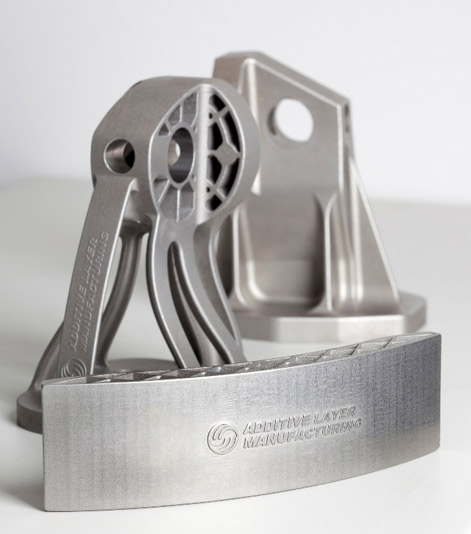 ADDITIVE LAYER
MANUFACTURING
ADDITIVE LAYER
MANUFACTURING